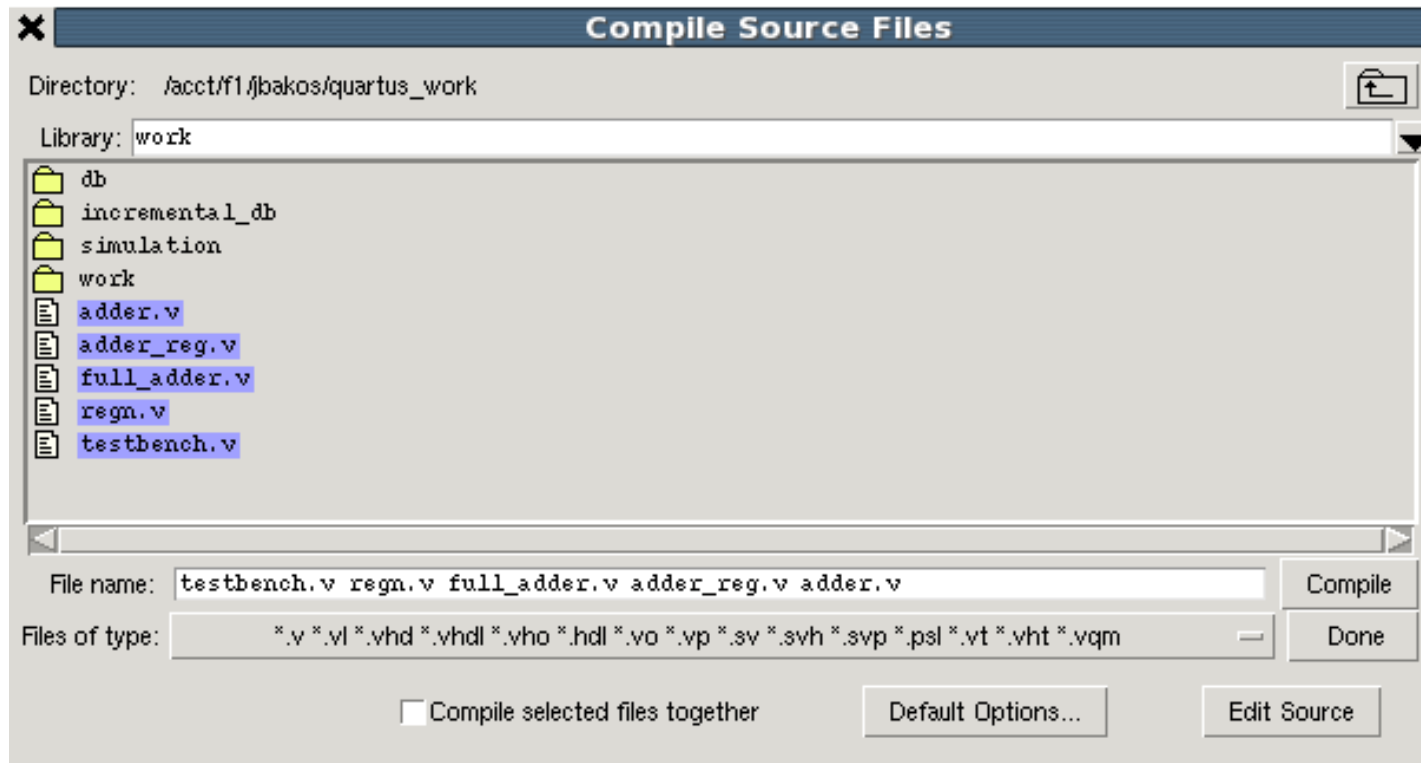 Compile Source Files
Directory: /acct/f1/jbakos/quartus_work
Library: work
db
incremental_db
simulation
work
adder.v
adder_reg.v
full_adder.v
regn.v
testbench.v
File name: testbench.v regn.v full_adder.v adder_reg.v adder.v Compile
Files of type: *.v *.vl *.vhd *.vhdl *.vho *.hdl *.vo *.vp *.sv *.svh *.svp *.psl *.vt *.vht *.vqm Done
Compile selected files together Default Options... Edit Source